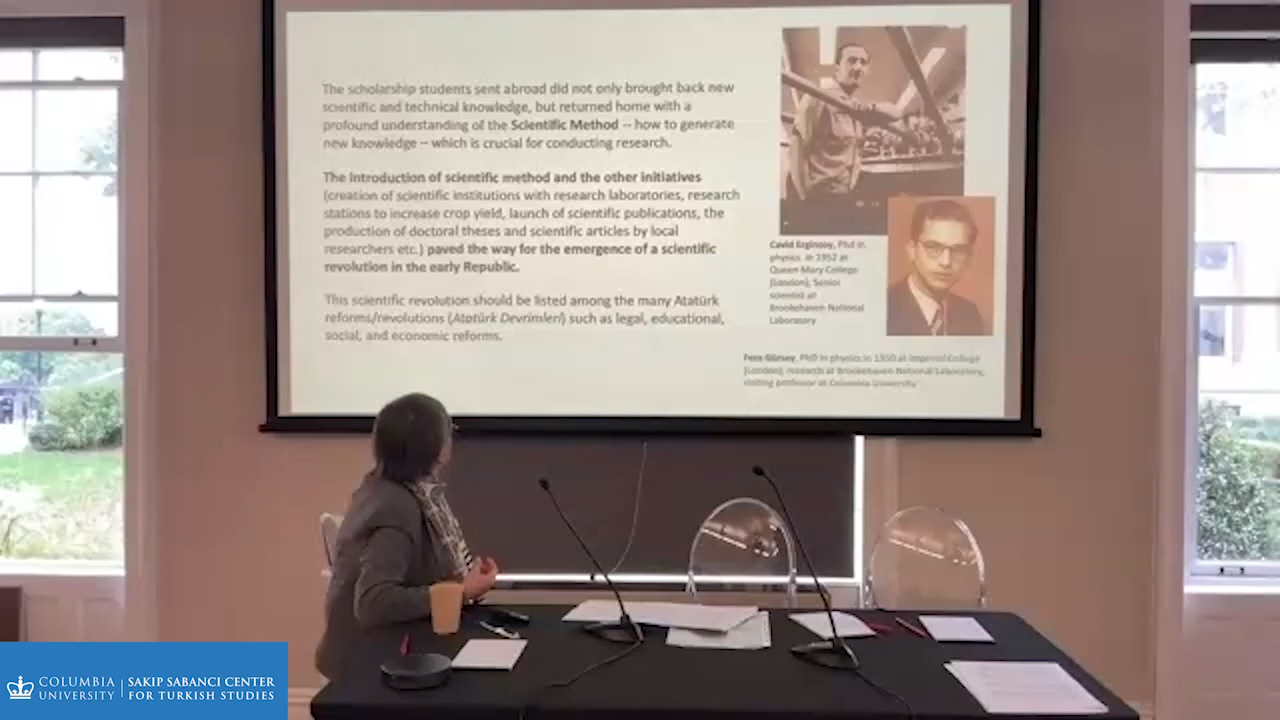 The scholarship students sent abroad did not only brought back new
scientific and technical knowledge, but returned home with a
profound understanding of the Scientific Method -- how to generate
new knowledge -- which is crucial for conducting research.
The Introduction of scientific method and the other initiatives
(creation of scientific institutions with research laboratories, research
stations to increase crop yield, launch of scientific publications, the
production of doctoral theses and scientific articles by local
researchers etc.) paved the way for the emergence of a scientific
revolution in the early Republic.
This scientific revolution should be listed among the many Atatürk
reforms/revolutions (Atatürk Devrimleri) such as legal, educational,
social, and economic reforms.
Cavid Erginsoy, PhD in
physics in 1952 at
Queen Mary College
(London), Senior
scientist at
Brookehaven National
Laboratory
Feza Gürsey, PhD in physics in 1950 at Imperial College
(London), research at Brookehaven National Laboratory,
visiting professor at Columbia University
COLUMBIA
UNIVERSITY
SAKIP SABANCI CENTER
FOR TURKISH STUDIES